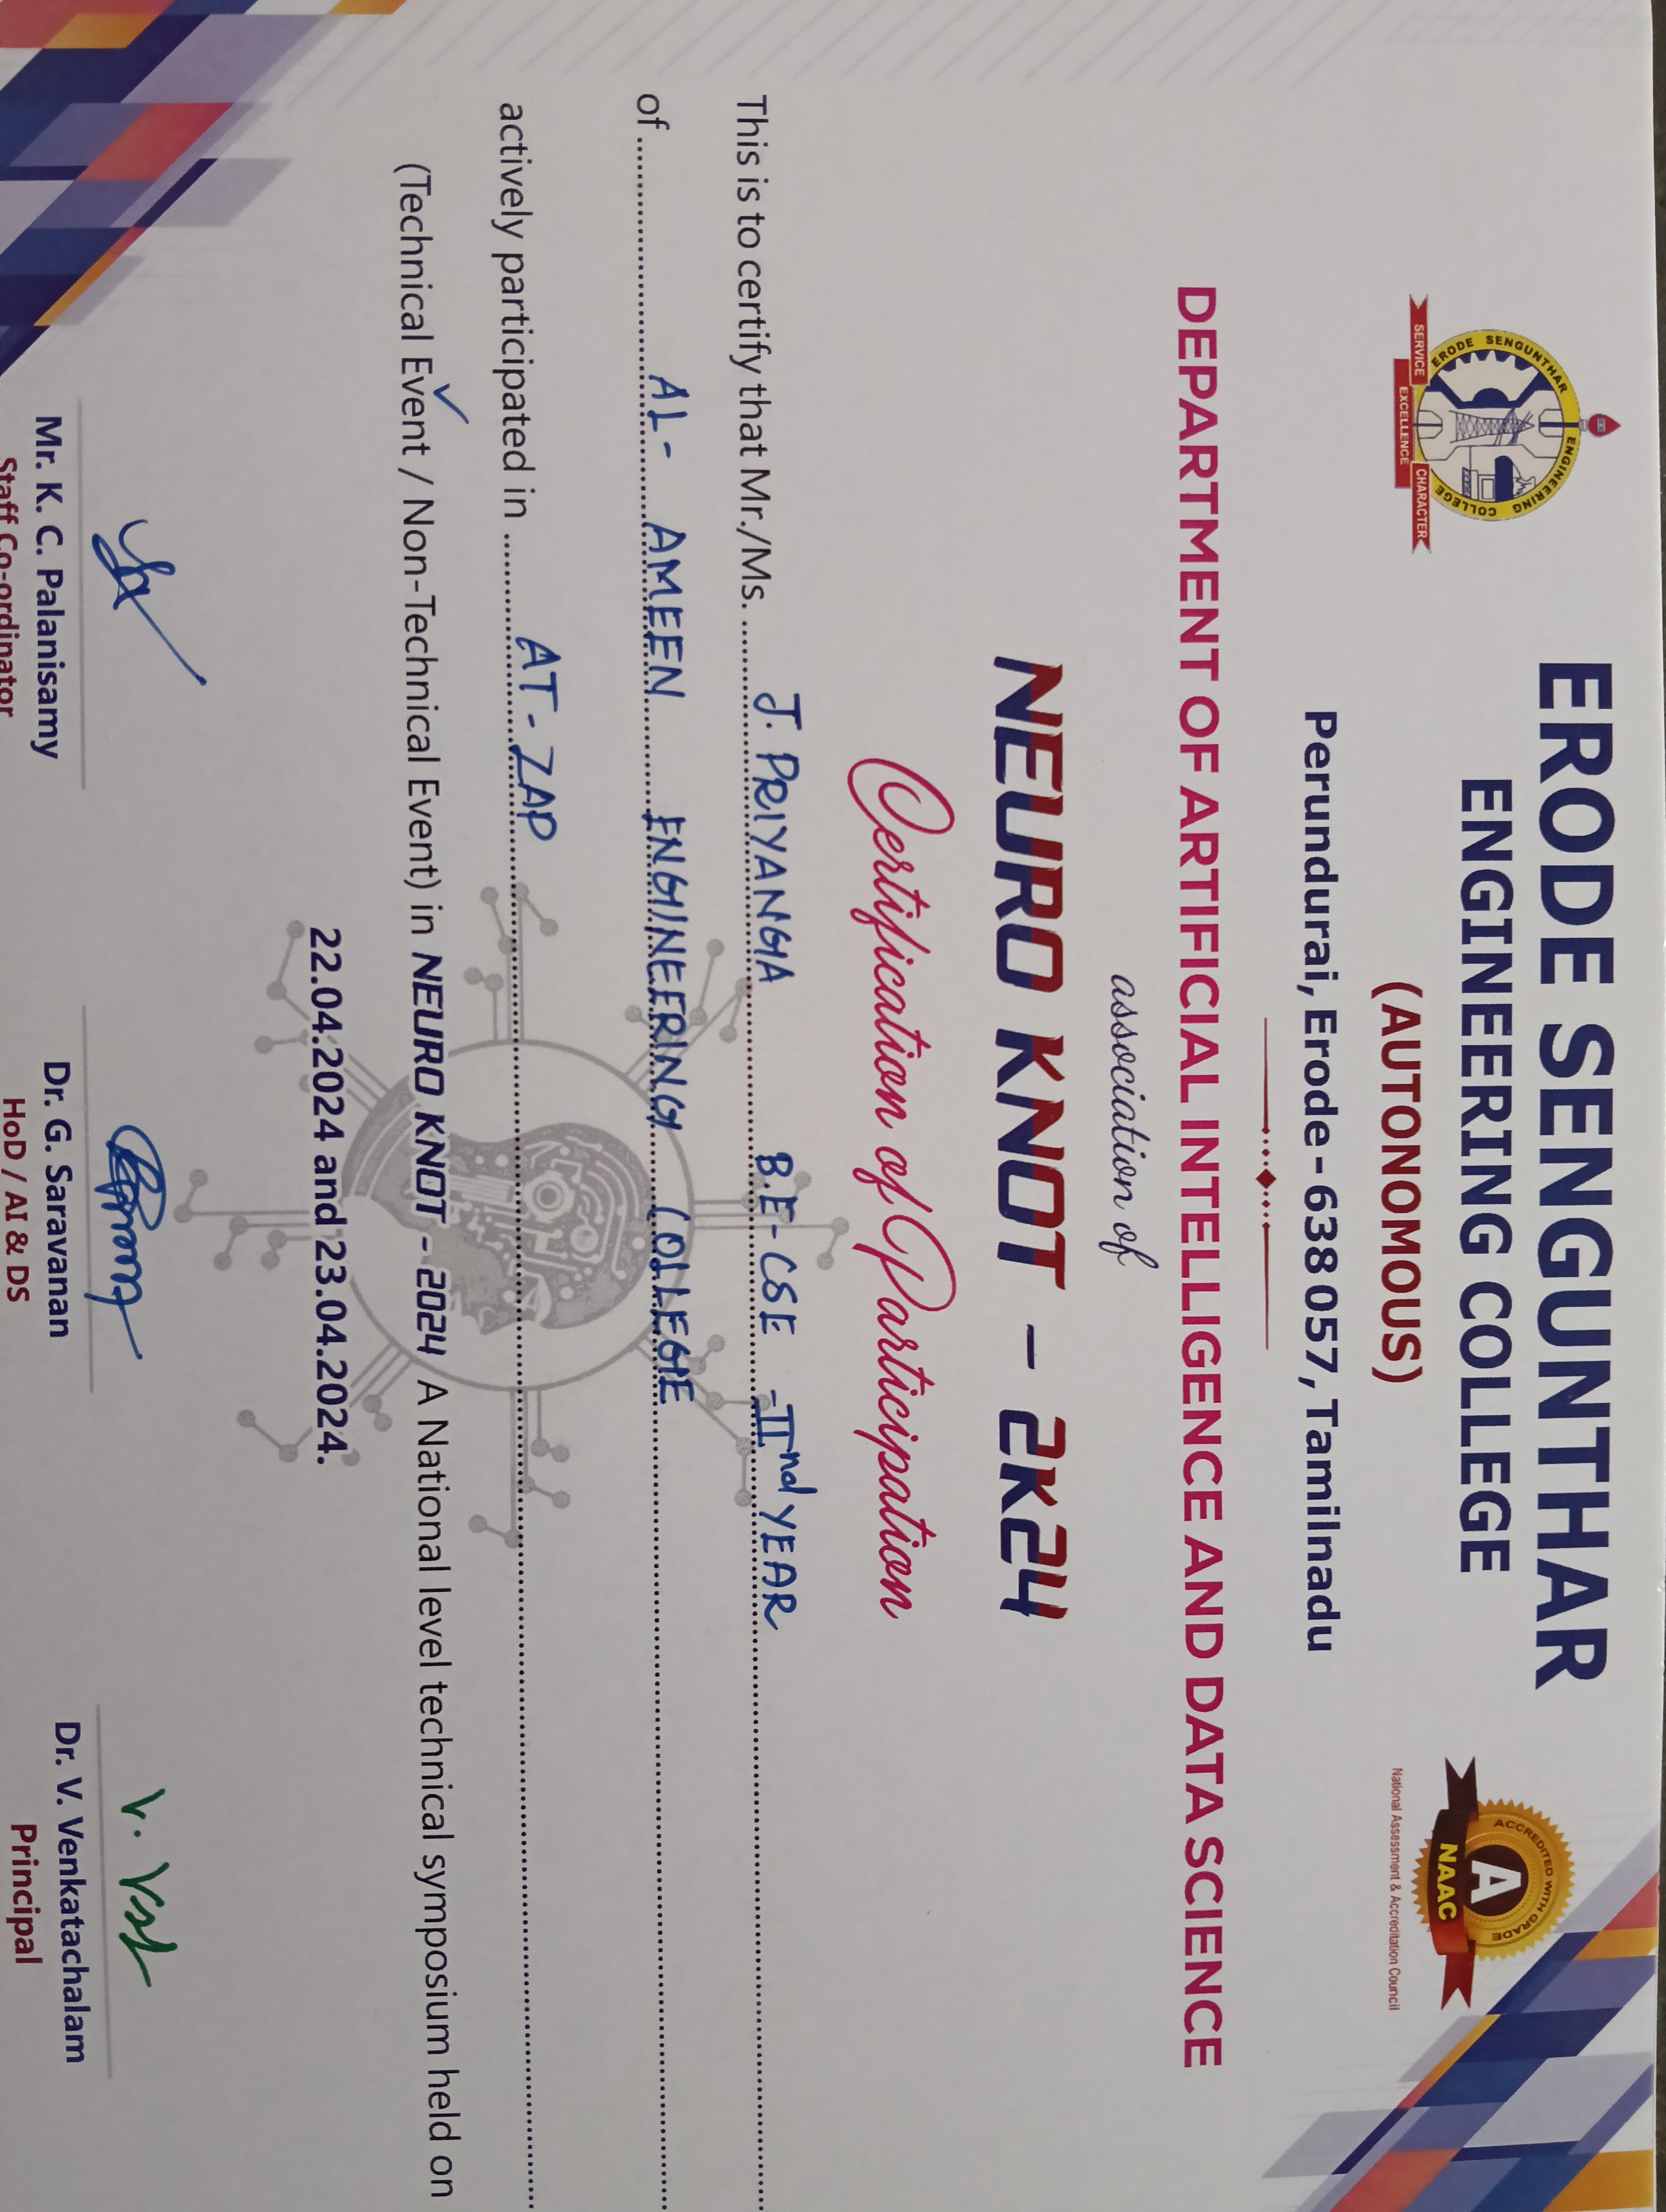 ERODE SENGUNTHAR ENGINEERING COLLEGE
SERVICE
EXCELLENCE
CHARACTER
ERODE SENGUNTHAR
ENGINEERING COLLEGE
(AUTONOMOUS)
Perundurai, Erode - 638 057, Tamilnadu
ACCREDITED WITH GRADE
A
NAAC
National Assessment & Accreditation Council
DEPARTMENT OF ARTIFICIAL INTELLIGENCE AND DATA SCIENCE
association of
NEURO KNOT - 2K24
Certification of Participation
This is to certify that Mr./Ms. J. PRIYANGA B.E - CSE - IInd YEAR
of AL - AMEEN ENGINEERING COLLEGE
actively participated in AT - ZAP
(Technical Event / Non-Technical Event) in NEURO KNOT - 2024 A National level technical symposium held on
22.04.2024 and 23.04.2024.
V. 
Mr. K. C. Palanisamy
Staff Co-ordinator
Dr. G. Saravanan
HoD / AI & DS
Dr. V. Venkatachalam
Principal